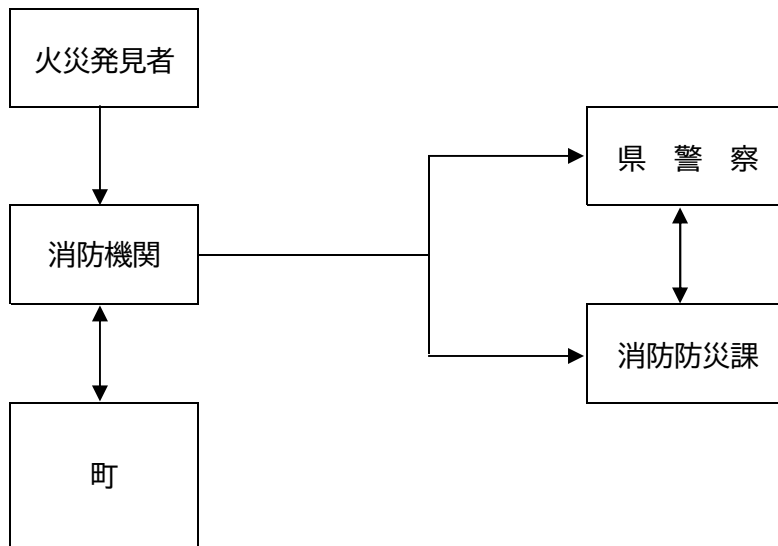 火災発見者
県　警　察
消防機関
消防防災課
町